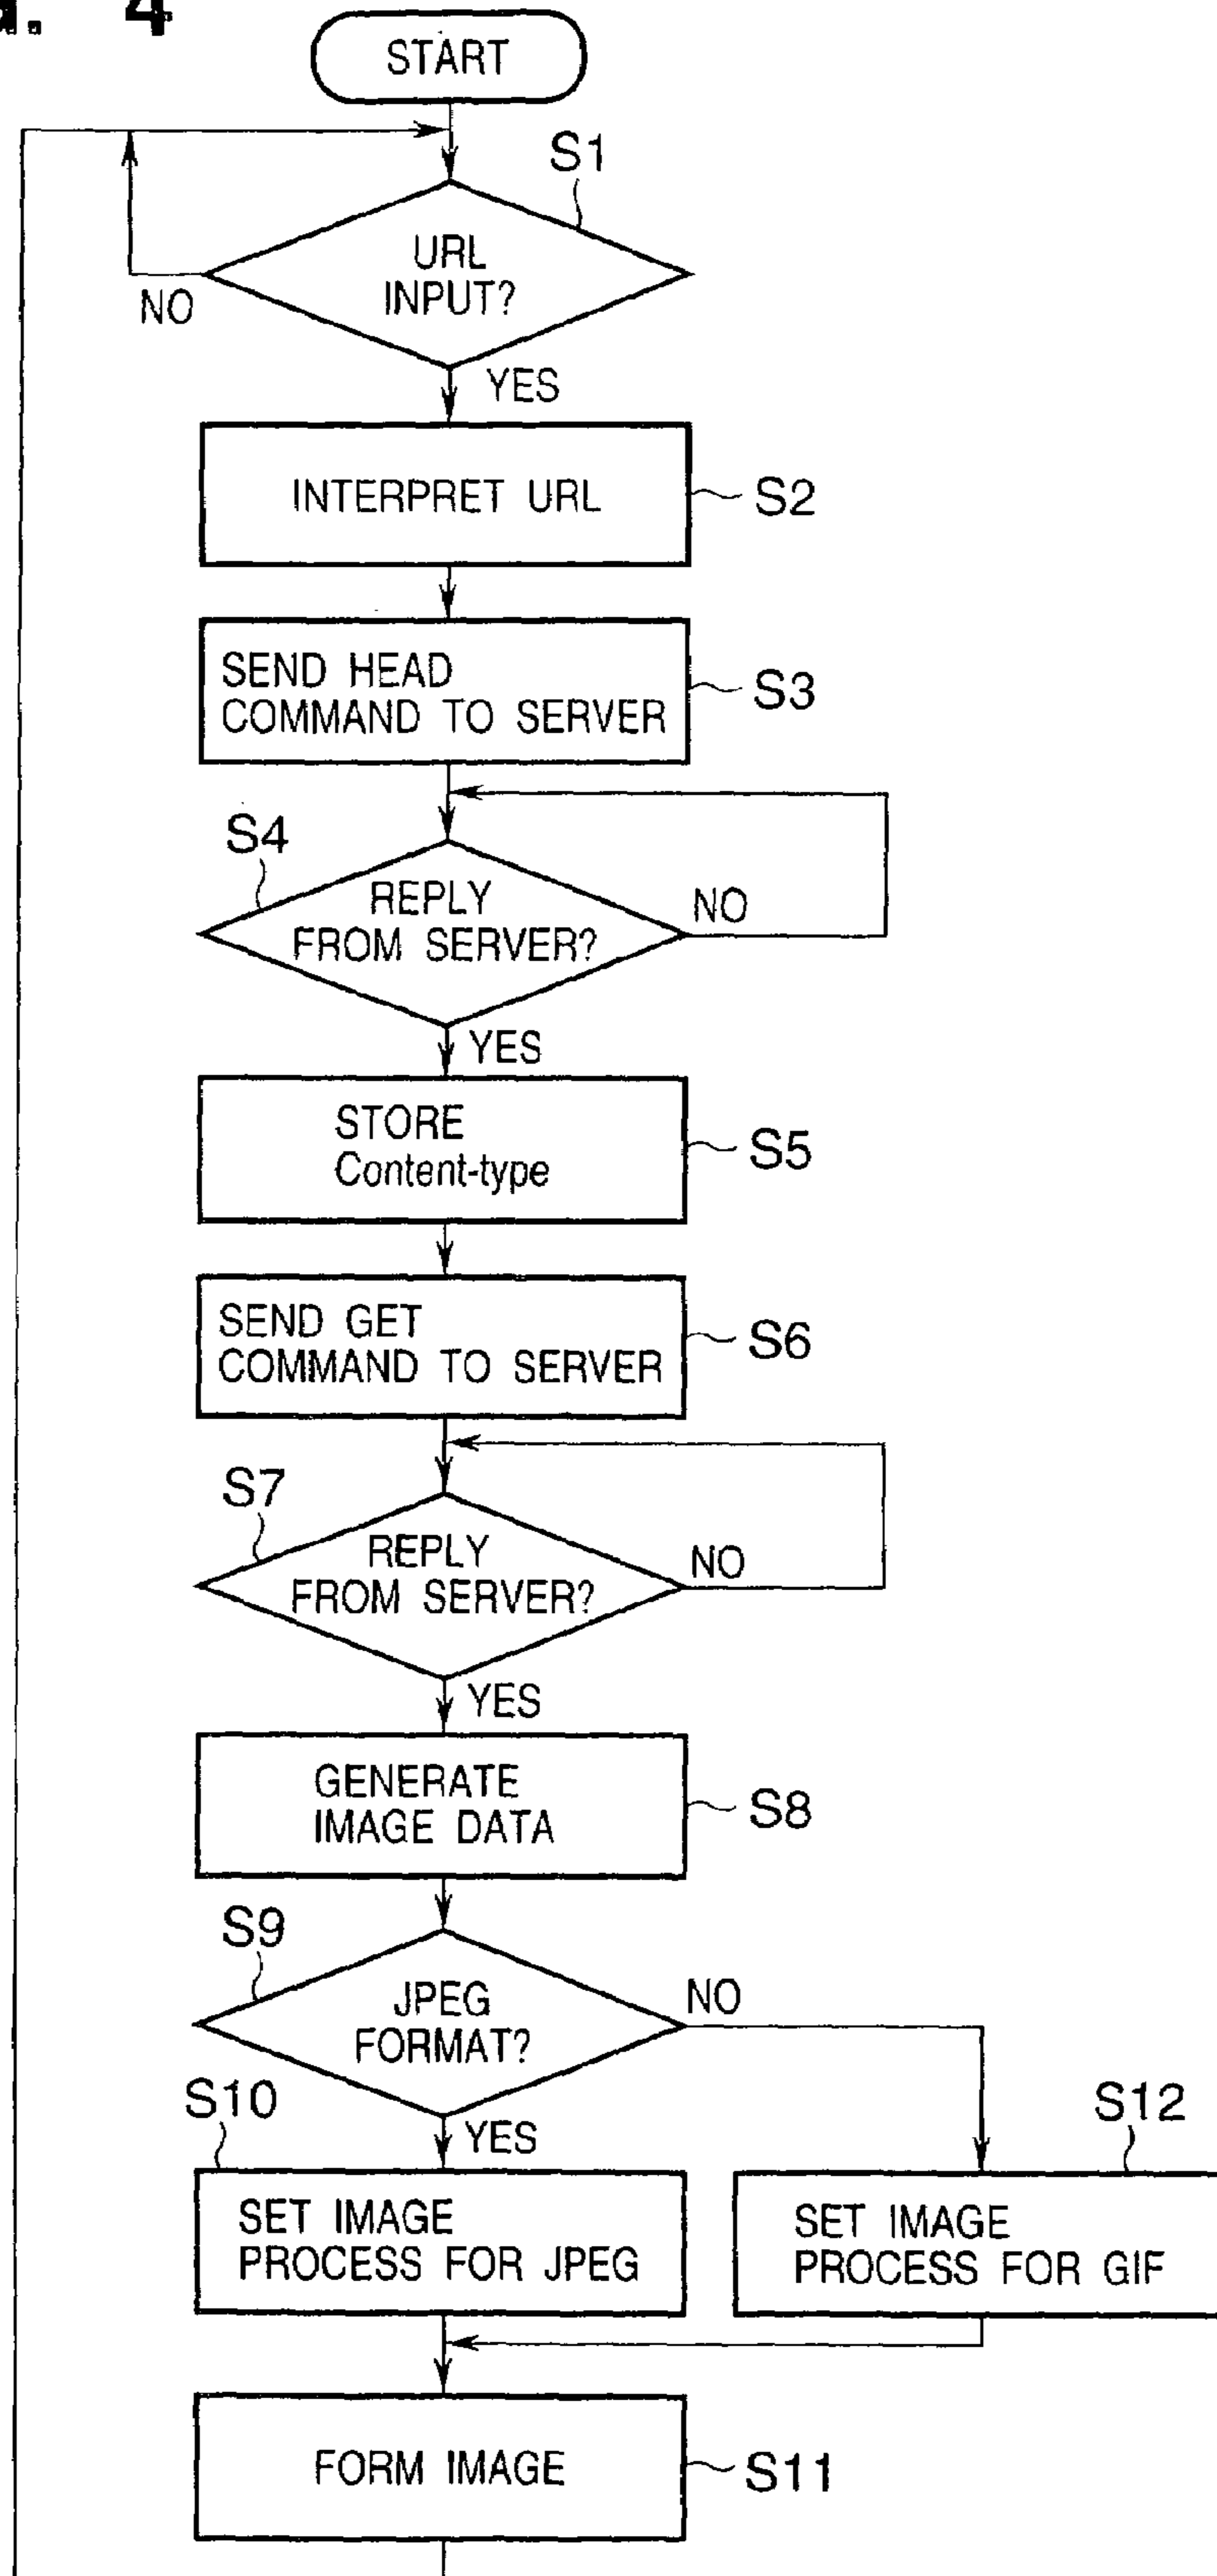 4
START
S1
URL
INPUT?
NO
YES
INTERPRET URL
S2
SEND HEAD
COMMAND TO SERVER
S3
S4
REPLY
FROM SERVER?
NO
YES
STORE
Content-type
S5
SEND GET
COMMAND TO SERVER
S6
S7
REPLY
FROM SERVER?
NO
YES
GENERATE
IMAGE DATA
S8
S9
JPEG
FORMAT?
NO
S10
YES
S12
SET IMAGE
PROCESS FOR JPEG
SET IMAGE
PROCESS FOR GIF
FORM IMAGE
S11